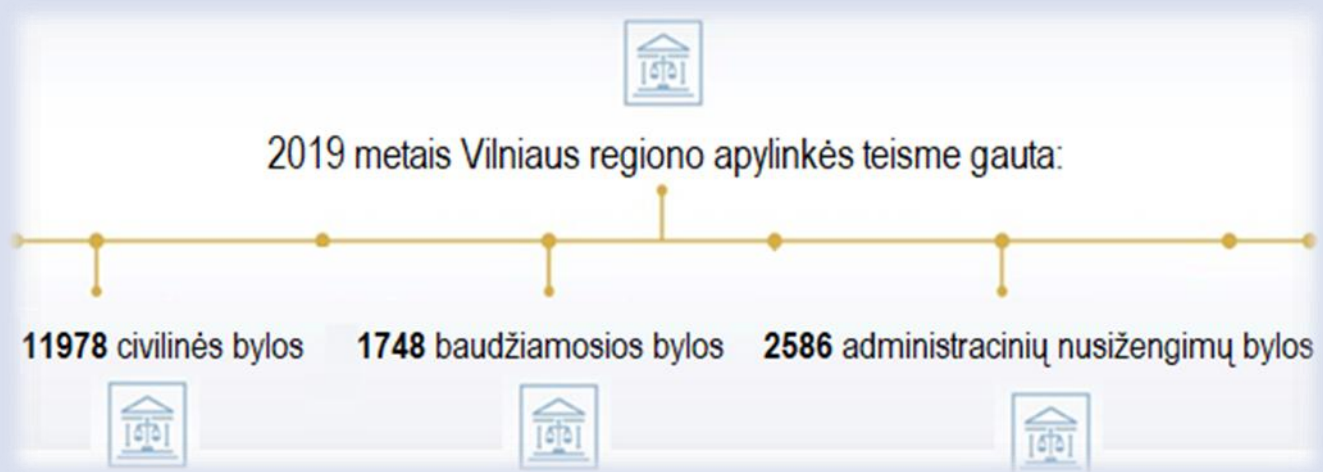 2019 metais Vilniaus regiono apylinkės teisme gauta:
11978 civilinės bylos
1748 baudžiamosios bylos
2586 administracinių nusižengimų bylos